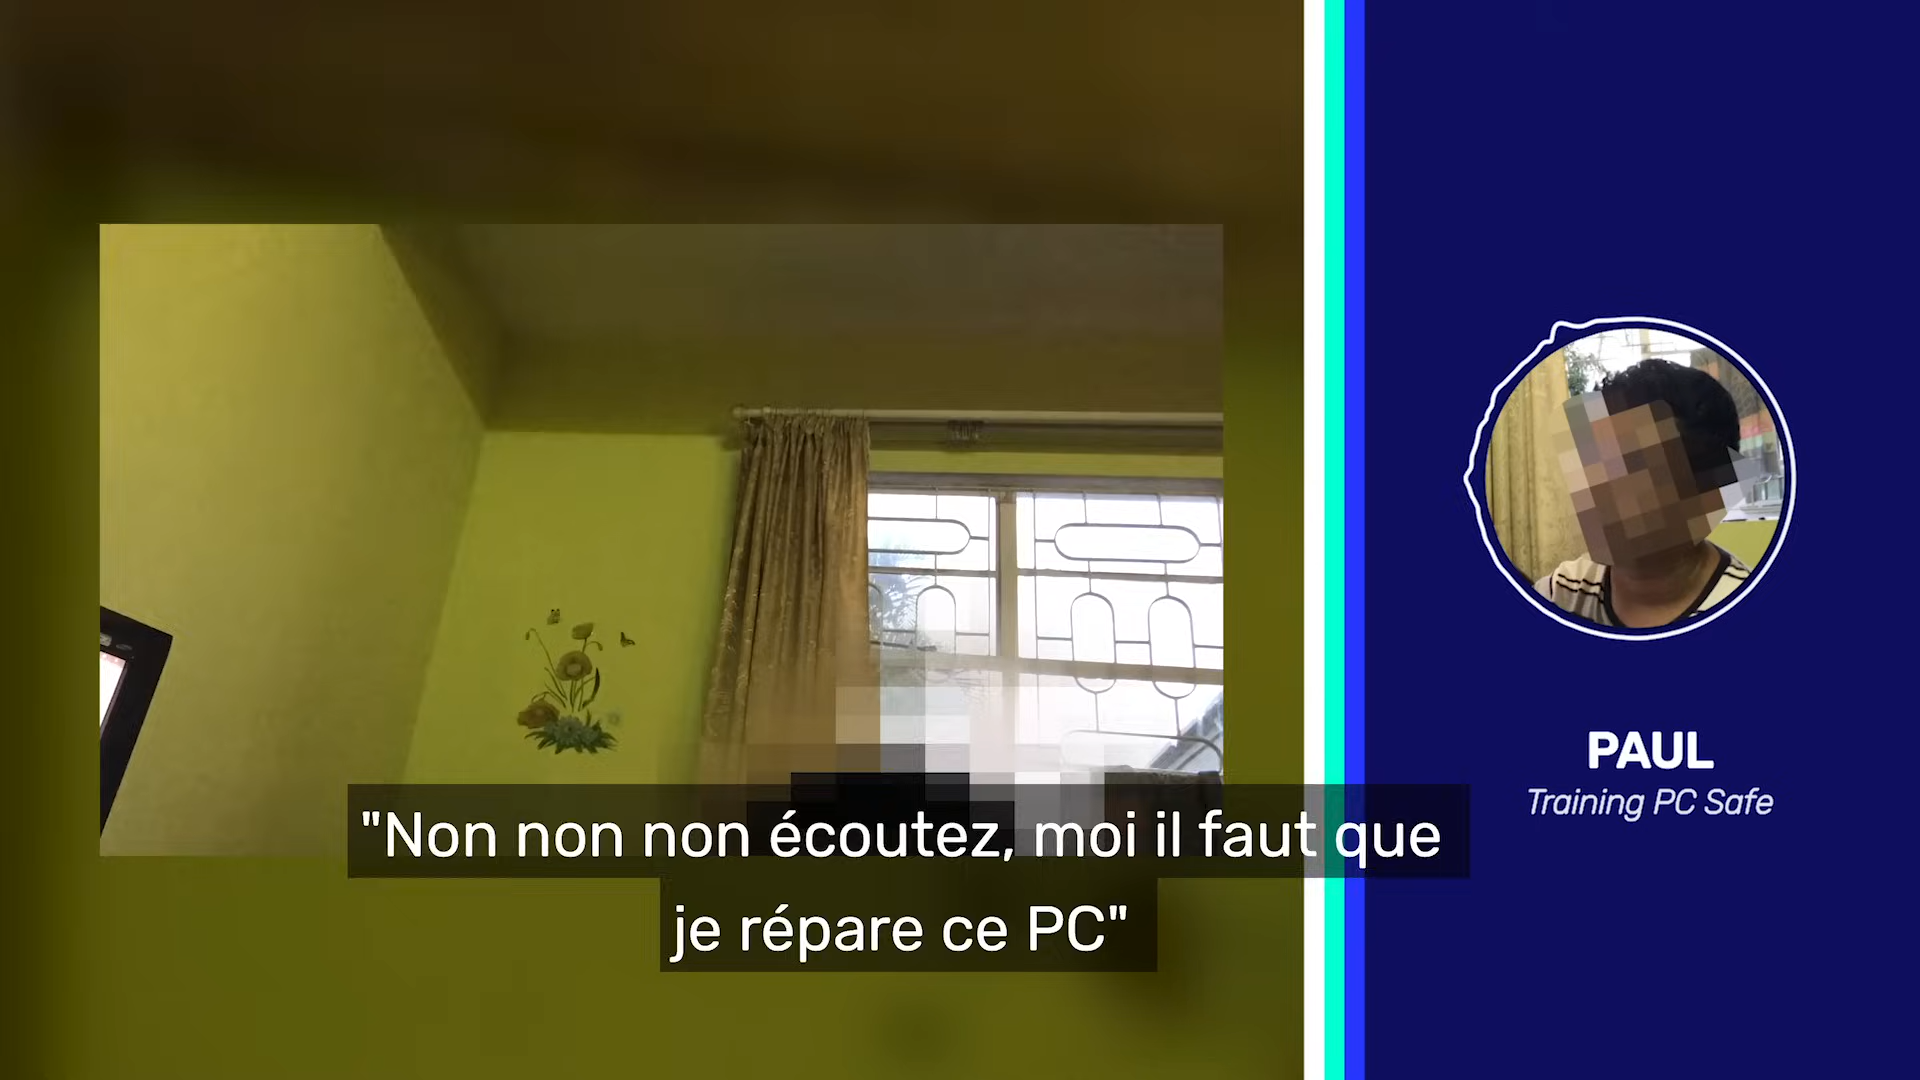 "Non non non écoutez, moi il faut que
je répare ce PC"
PAUL
Training PC Safe